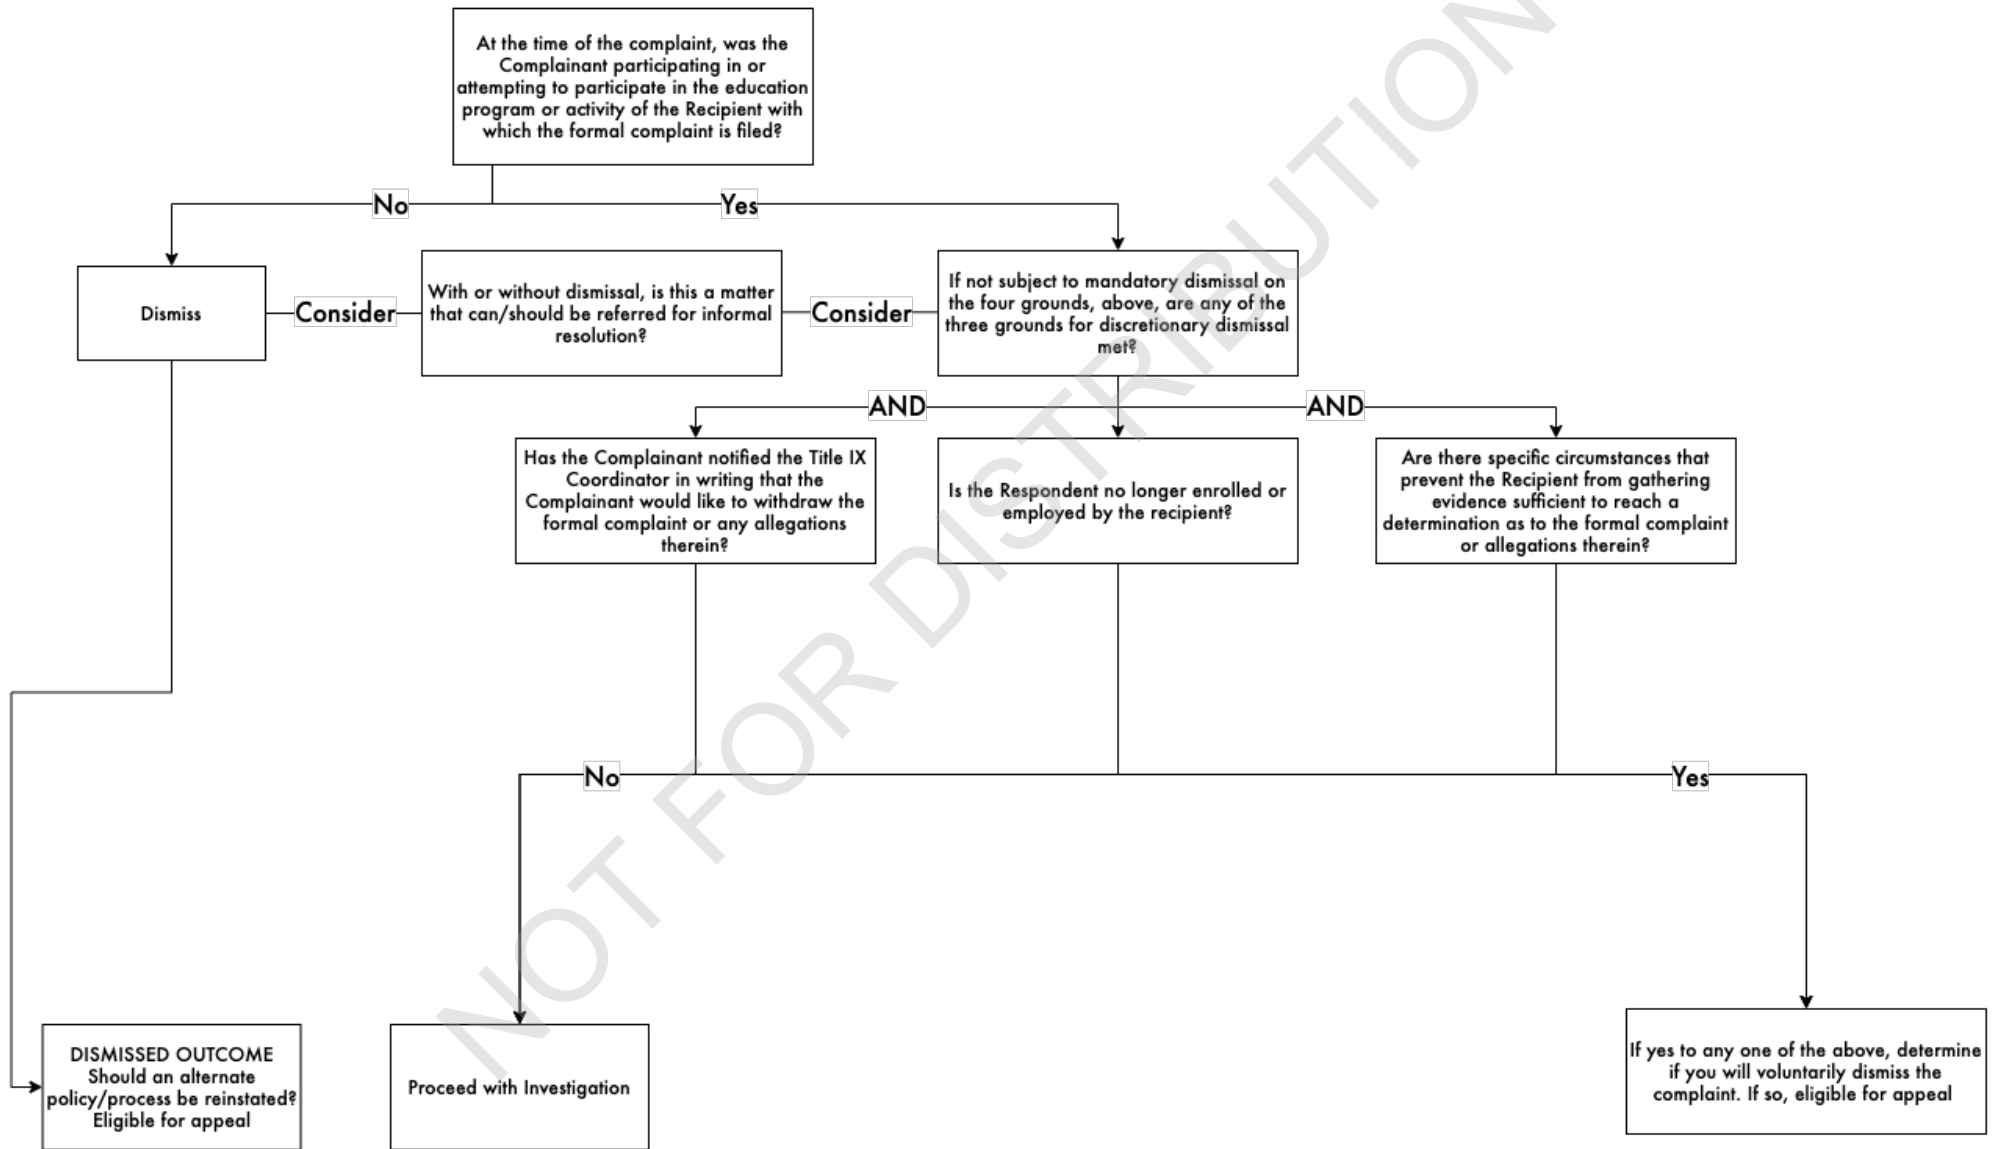 At the time of the complaint, was the
Complainant participating in or
attempting to participate in the education
program or activity of the Recipient with
which the formal complaint is filed?
No
Yes
Dismiss
Consider
With or without dismissal, is this a matter
that can/should be referred for informal
resolution?
Consider
If not subject to mandatory dismissal on
the four grounds, above, are any of the
three grounds for discretionary dismissal
met?
AND
AND
Has the Complainant notified the Title IX
Coordinator in writing that the
Complainant would like to withdraw the
formal complaint or any allegations
therein?
Is the Respondent no longer enrolled or
employed by the recipient?
Are there specific circumstances that
prevent the Recipient from gathering
evidence sufficient to reach a
determination as to the formal complaint
or allegations therein?
No
Yes
DISMISSED OUTCOME
Should an alternate
policy/process be reinstated?
Eligible for appeal
Proceed with Investigation
If yes to any one of the above, determine
if you will voluntarily dismiss the
complaint. If so, eligible for appeal
NOT FOR DISTRIBUTION